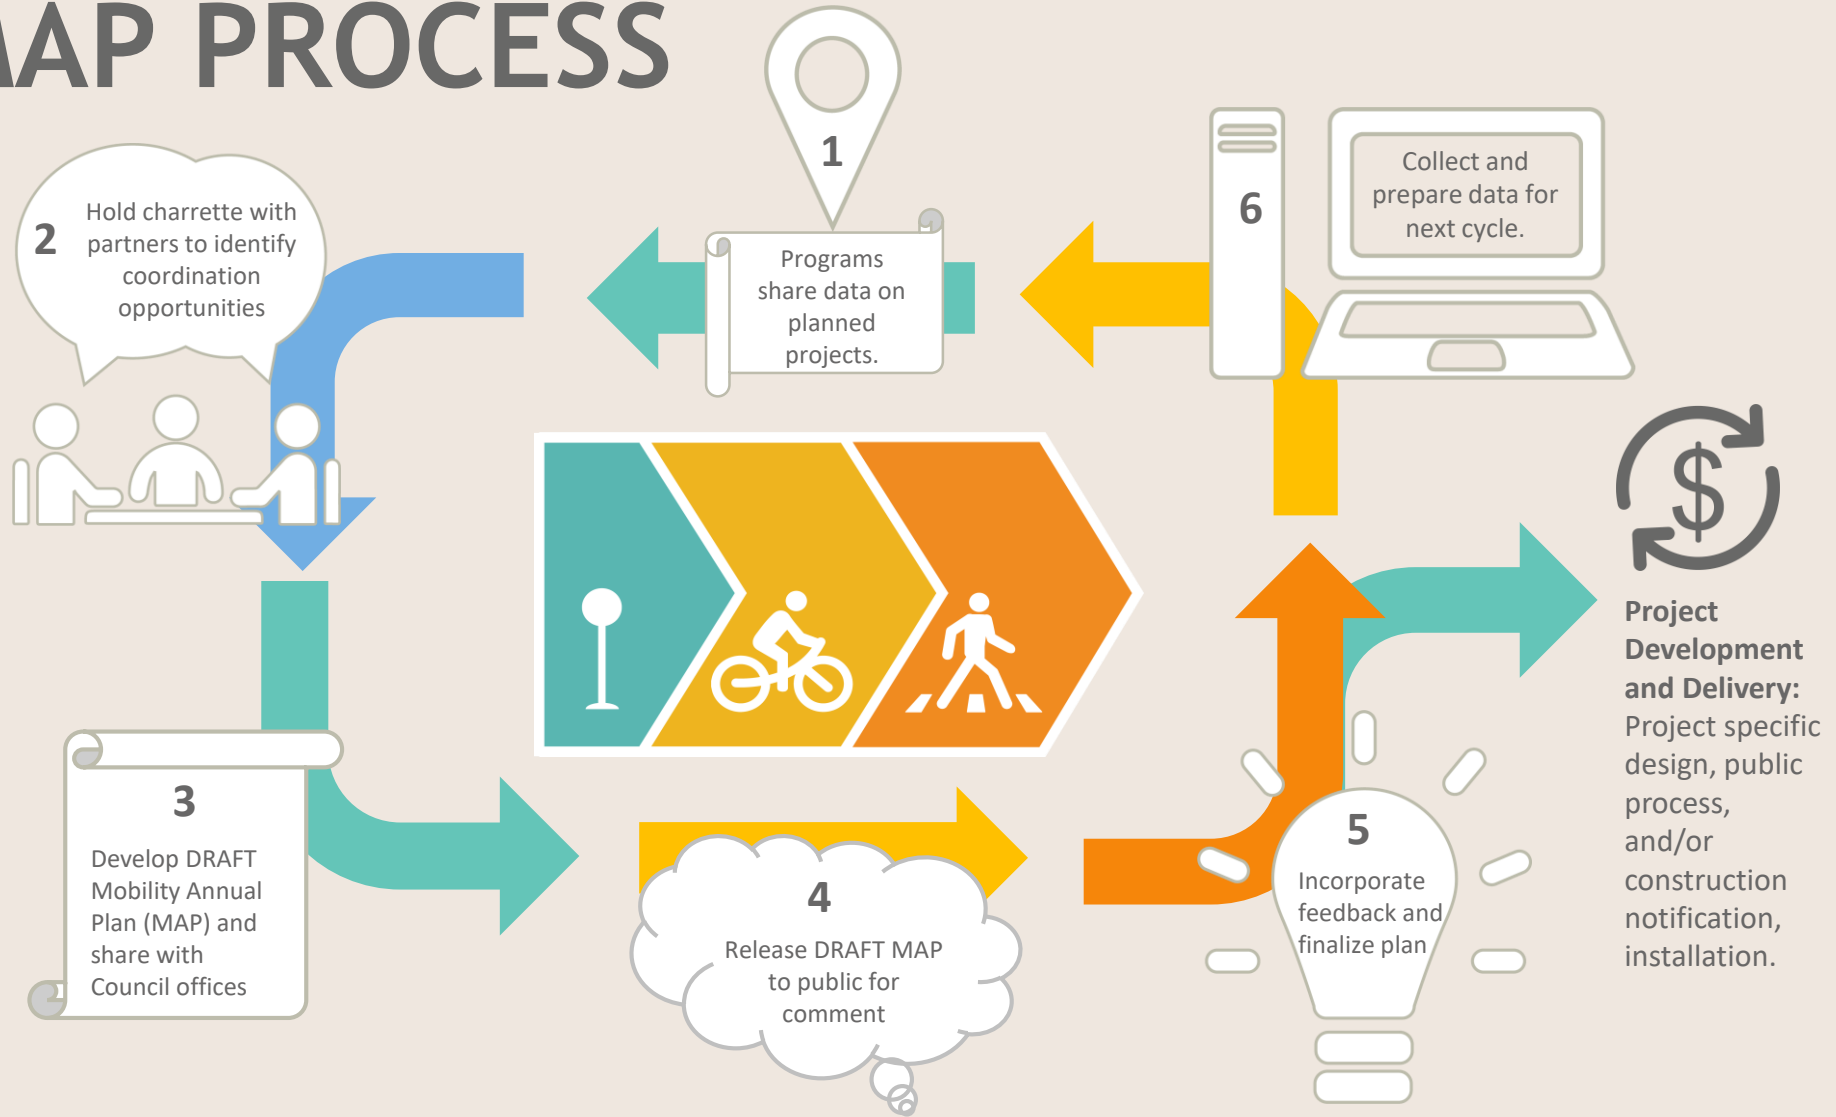 MAP PROCESS
1
Programs
share data on
planned
projects.
2
Hold charrette with
partners to identify
coordination
opportunities
3
Develop DRAFT
Mobility Annual
Plan (MAP) and
share with
Council offices
4
Release DRAFT MAP
to public for
comment
5
Incorporate
feedback and
finalize plan
6
Collect and
prepare data for
next cycle.
$
Project
Development
and Delivery:
Project specific
design, public
process,
and/or
construction
notification,
installation.